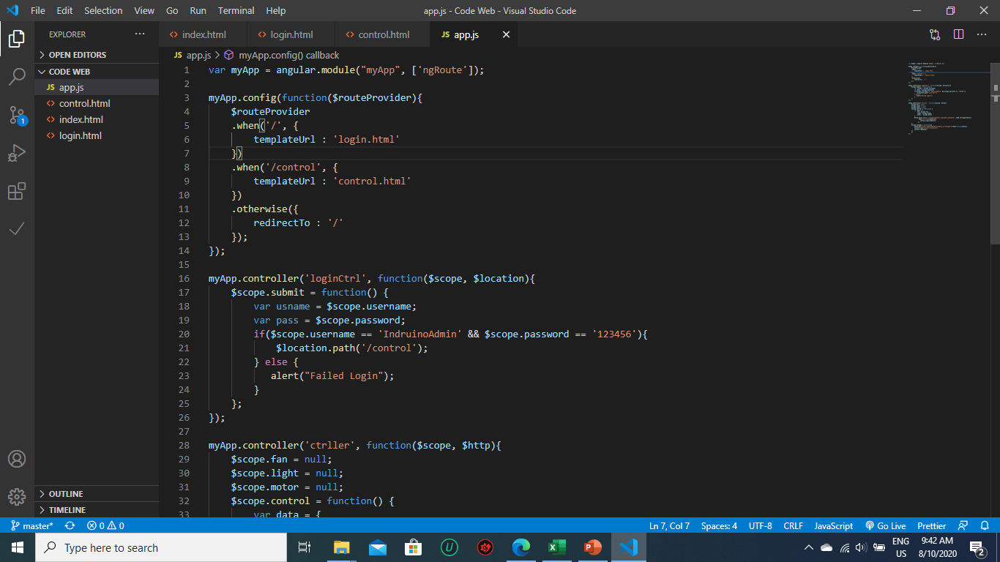 File Edit Selection View Go Run Terminal Help app.js - Code Web - Visual Studio Code
EXPLORER ··· <> index.html <> login.html <> control.html JS app.js ×
OPEN EDITORS
CODE WEB
JS app.js
<> control.html
<> index.html
<> login.html
1
JS app.js > myApp.config() callback
1 var myApp = angular.module("myApp", ['ngRoute']);
2
3 myApp.config(function($routeProvider){
4     $routeProvider
5     .when('/', {
6         templateUrl : 'login.html'
7     })
8     .when('/control', {
9         templateUrl : 'control.html'
10     })
11     .otherwise({
12         redirectTo : '/'
13     });
14 });
15
16 myApp.controller('loginCtrl', function($scope, $location){
17     $scope.submit = function() {
18         var usname = $scope.username;
19         var pass = $scope.password;
20         if($scope.username == 'IndruinoAdmin' && $scope.password == '123456'){
21             $location.path('/control');
22         } else {
23            alert("Failed Login");
24         }
25     };
26 });
27
28 myApp.controller('ctrller', function($scope, $http){
29     $scope.fan = null;
30     $scope.light = null;
31     $scope.motor = null;
32     $scope.control = function() {
33         var data = {
OUTLINE
TIMELINE
master* 0 0 Ln 7, Col 7 Spaces: 4 UTF-8 CRLF JavaScript Go Live Prettier
Type here to search
ENG
US
9:42 AM
8/10/2020
2